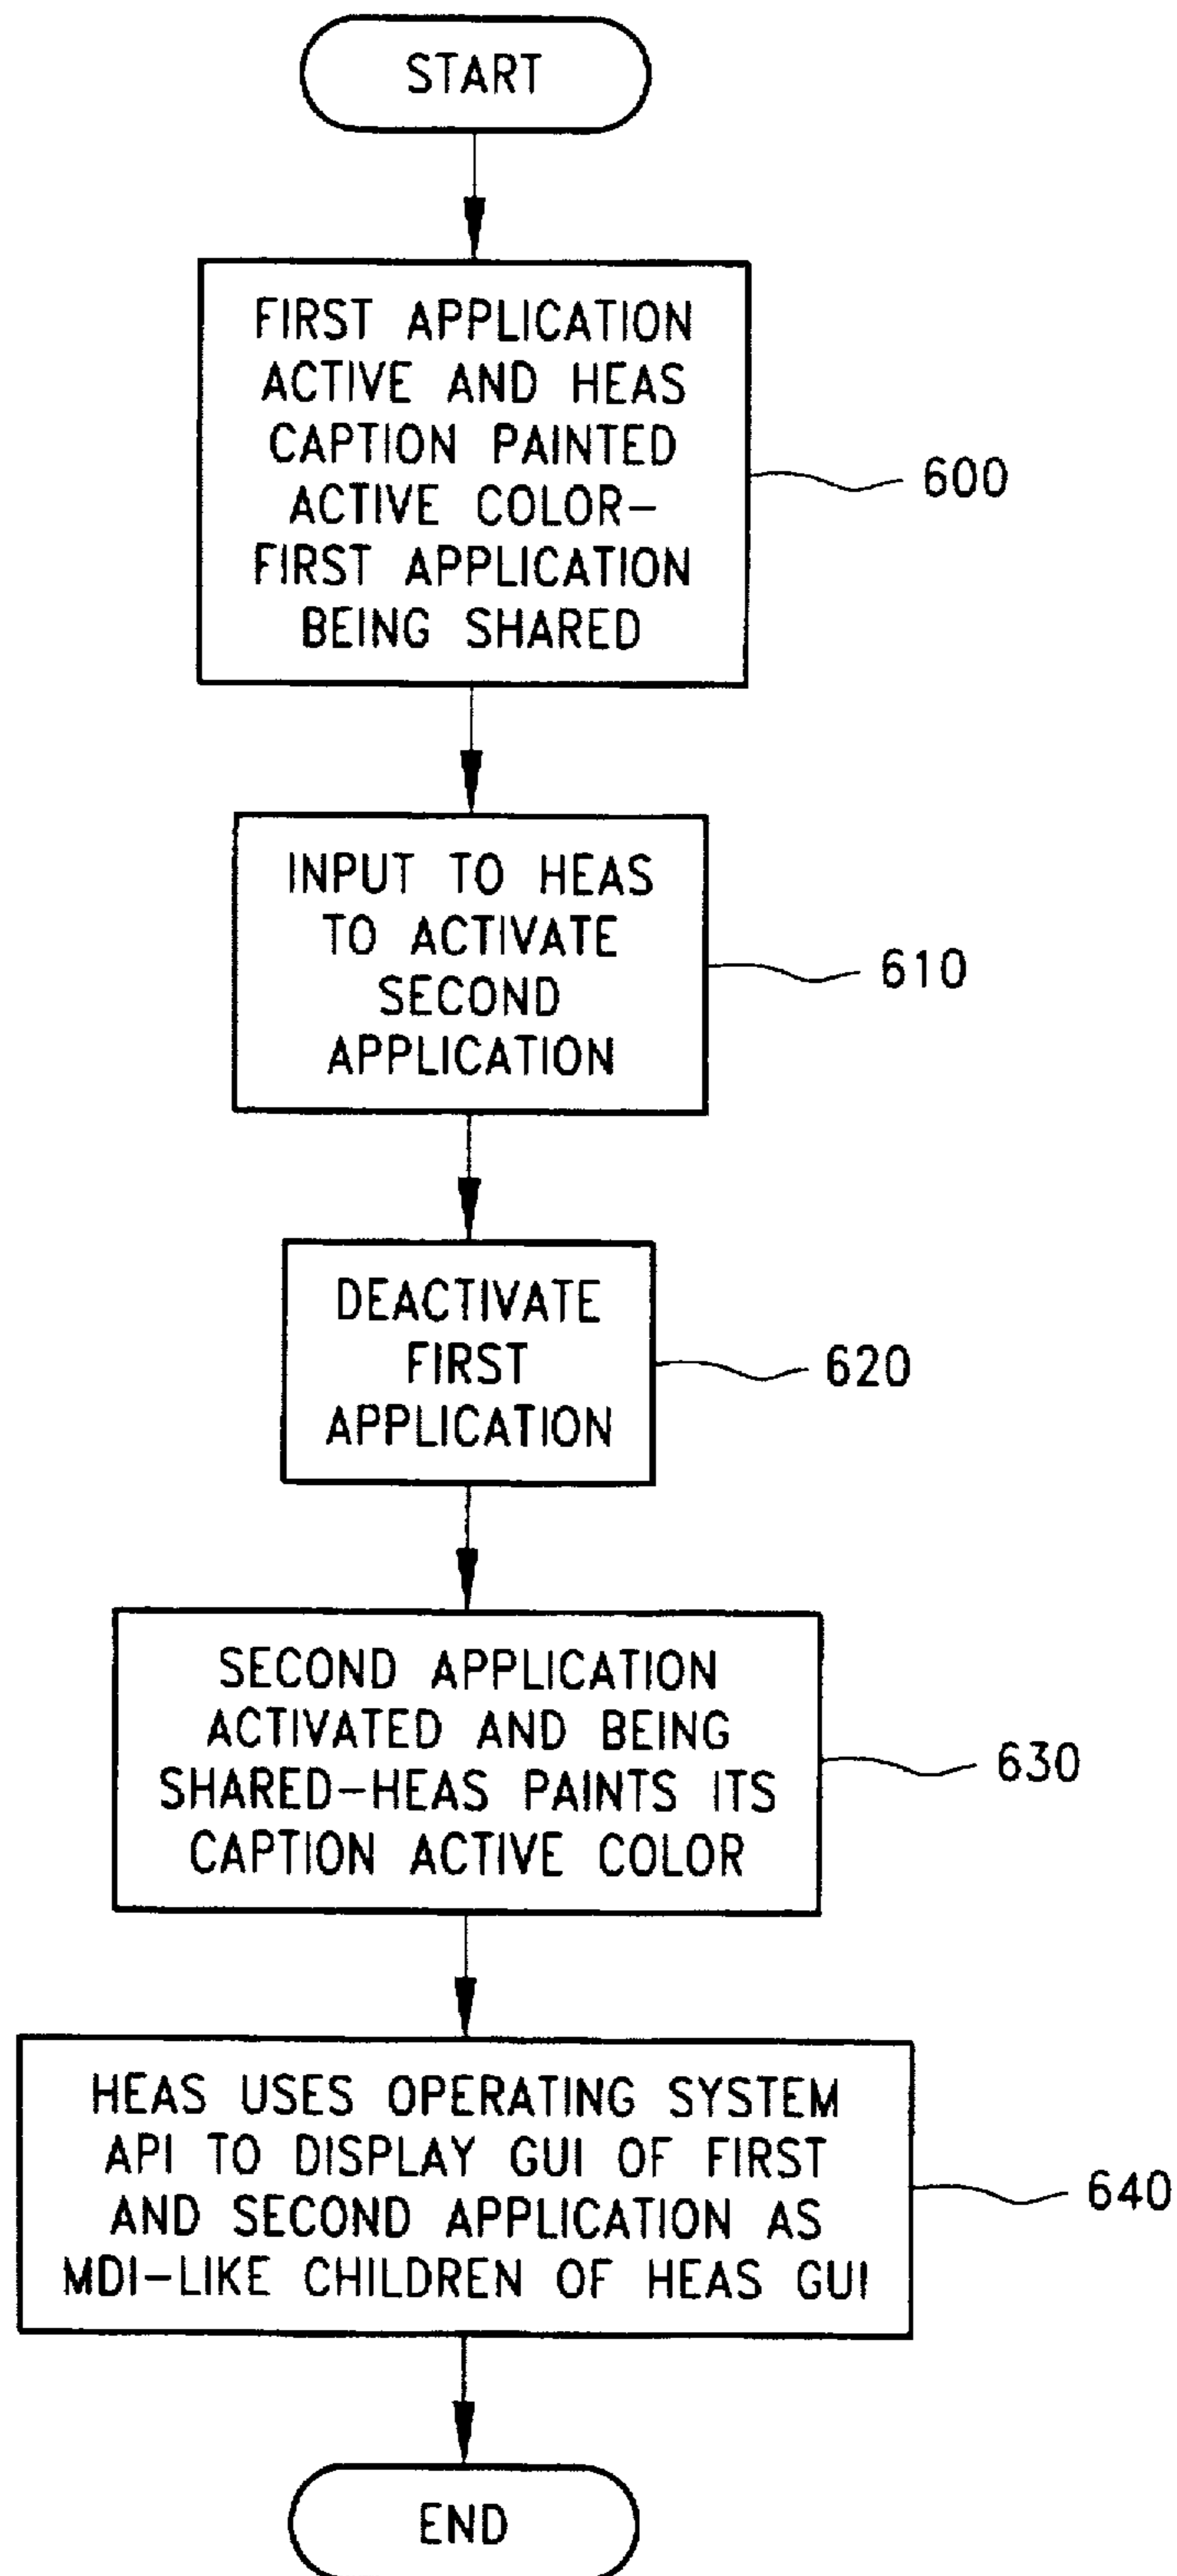 START
FIRST APPLICATION
ACTIVE AND HEAS
CAPTION PAINTED
ACTIVE COLOR-
FIRST APPLICATION
BEING SHARED
600
INPUT TO HEAS
TO ACTIVATE
SECOND
APPLICATION
610
DEACTIVATE
FIRST
APPLICATION
620
SECOND APPLICATION
ACTIVATED AND BEING
SHARED-HEAS PAINTS ITS
CAPTION ACTIVE COLOR
630
HEAS USES OPERATING SYSTEM
API TO DISPLAY GUI OF FIRST
AND SECOND APPLICATION AS
MDI-LIKE CHILDREN OF HEAS GUI
640
END